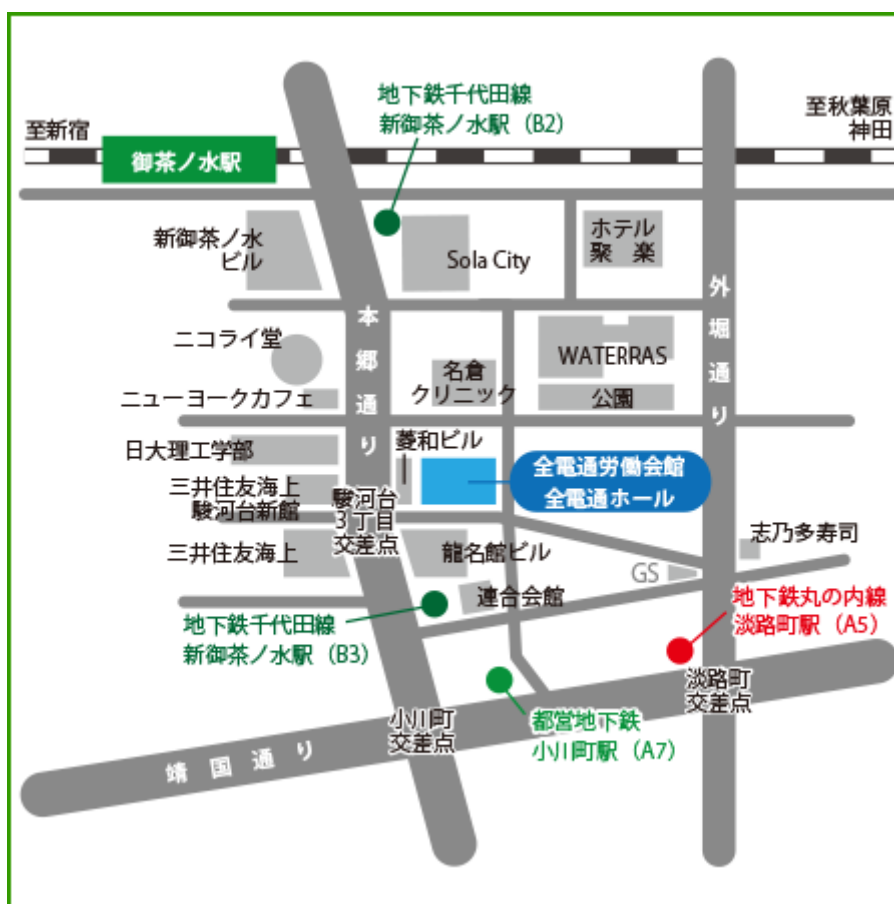 地下鉄千代田線
新御茶ノ水駅（B2）
至秋葉原
神田
至新宿
御茶ノ水駅
新御茶ノ水
ビル
Sola City
ホテル
聚　楽
外堀通り
本郷通り
ニコライ堂
名倉
クリニック
WATERRAS
ニューヨークカフェ
公園
日大理工学部
菱和ビル
全電通労働会館
全電通ホール
三井住友海上
駿河台新館
駿河台
3丁目
交差点
三井住友海上
龍名館ビル
志乃多寿司
GS
連合会館
地下鉄千代田線
新御茶ノ水駅（B3）
地下鉄丸の内線
淡路町駅（A5）
淡路町
交差点
小川町
交差点
都営地下鉄
小川町駅（A7）
靖国通り